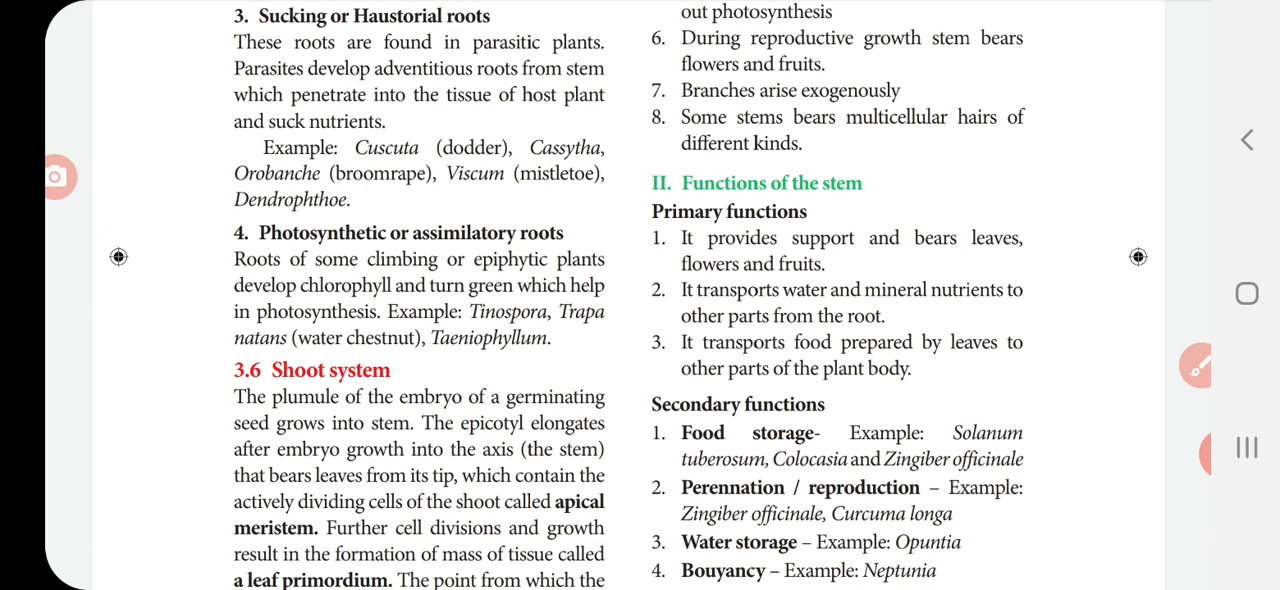 3. Sucking or Haustorial roots
These roots are found in parasitic plants.
Parasites develop adventitious roots from stem
which penetrate into the tissue of host plant
and suck nutrients.
Example: Cuscuta (dodder), Cassytha,
Orobanche (broomrape), Viscum (mistletoe),
Dendrophthoe.
4. Photosynthetic or assimilatory roots
Roots of some climbing or epiphytic plants
develop chlorophyll and turn green which help
in photosynthesis. Example: Tinospora, Trapa
natans (water chestnut), Taeniophyllum.
3.6 Shoot system
The plumule of the embryo of a germinating
seed grows into stem. The epicotyl elongates
after embryo growth into the axis (the stem)
that bears leaves from its tip, which contain the
actively dividing cells of the shoot called apical
meristem. Further cell divisions and growth
result in the formation of mass of tissue called
a leaf primordium. The point from which the
out photosynthesis
6. During reproductive growth stem bears
flowers and fruits.
7. Branches arise exogenously
8. Some stems bears multicellular hairs of
different kinds.
II. Functions of the stem
Primary functions
1. It provides support and bears leaves,
flowers and fruits.
2. It transports water and mineral nutrients to
other parts from the root.
3. It transports food prepared by leaves to
other parts of the plant body.
Secondary functions
1. Food storage- Example: Solanum
tuberosum, Colocasia and Zingiber officinale
2. Perennation / reproduction – Example:
Zingiber officinale, Curcuma longa
3. Water storage – Example: Opuntia
4. Bouyancy – Example: Neptunia